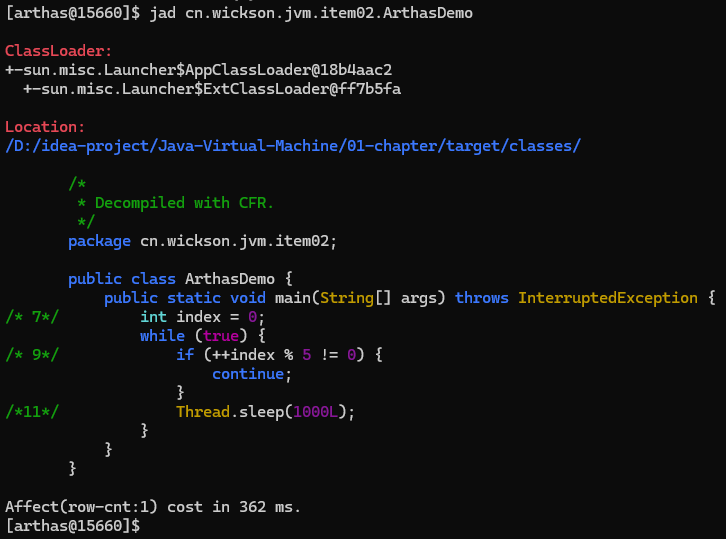 [arthas@15660]$ jad cn.wickson.jvm.item02.ArthasDemo
ClassLoader:
+-sun.misc.Launcher$AppClassLoader@18b4aac2
  +-sun.misc.Launcher$ExtClassLoader@ff7b5fa
Location:
/D:/idea-project/Java-Virtual-Machine/01-chapter/target/classes/
       /*
        * Decompiled with CFR.
        */
       package cn.wickson.jvm.item02;
       public class ArthasDemo {
           public static void main(String[] args) throws InterruptedException {
/* 7*/         int index = 0;
               while (true) {
/* 9*/             if (++index % 5 != 0) {
                       continue;
                   }
/*11*/             Thread.sleep(1000L);
               }
           }
       }
Affect(row-cnt:1) cost in 362 ms.
[arthas@15660]$